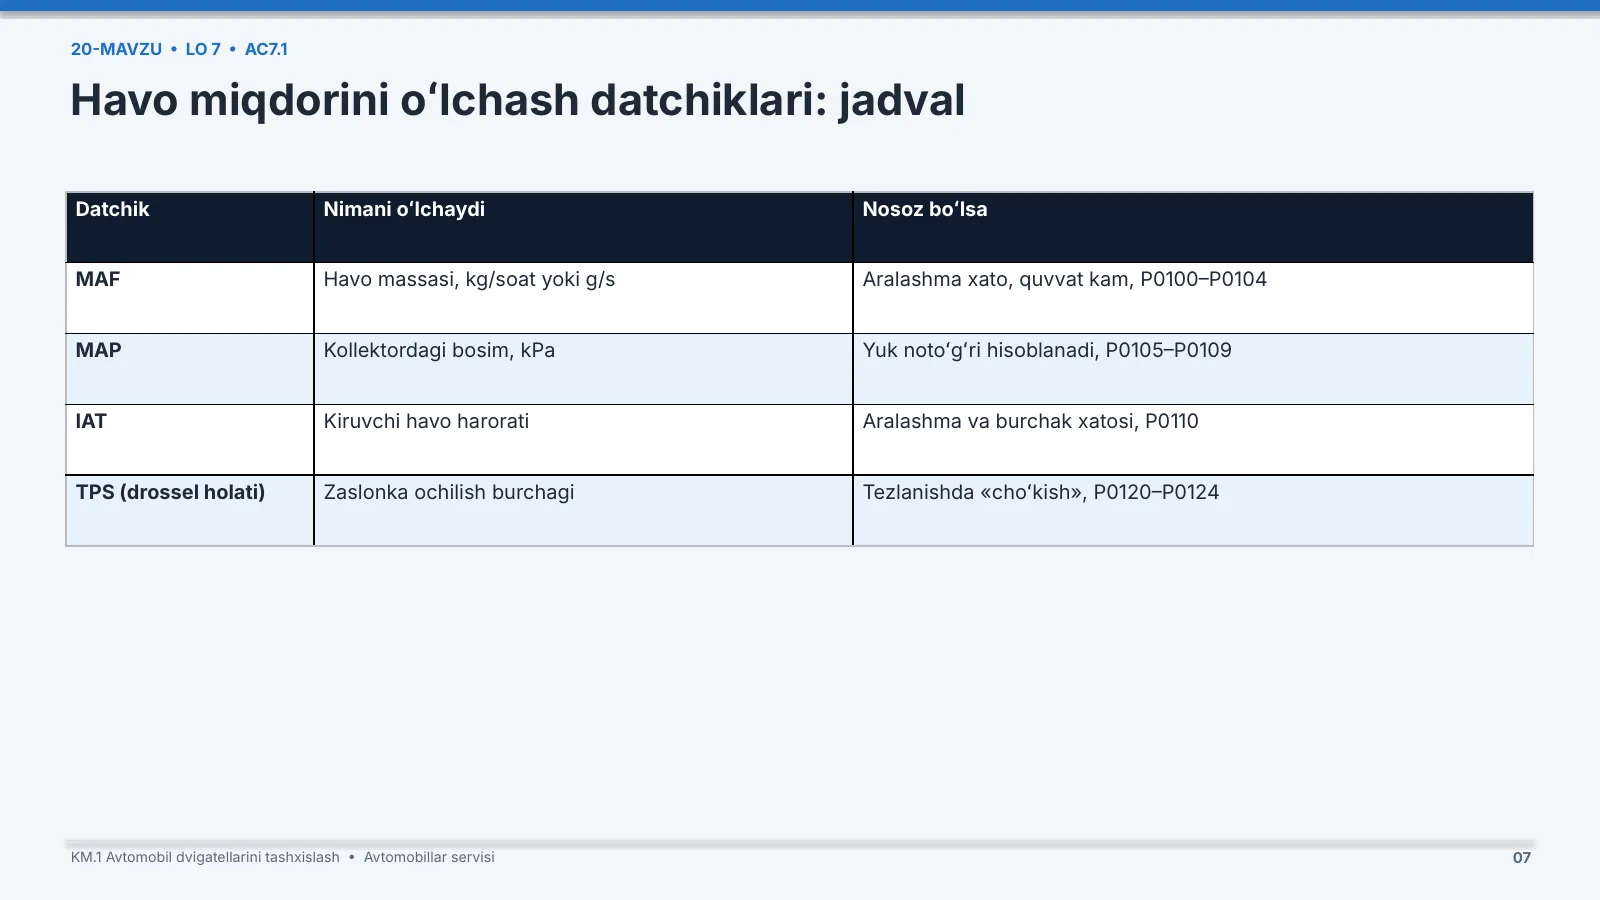 20-MAVZU • LO 7 • AC7.1
Havo miqdorini oʻlchash datchiklari: jadval
Datchik Nimani oʻlchaydi Nosoz boʻlsa
MAF Havo massasi, kg/soat yoki g/s Aralashma xato, quvvat kam, P0100–P0104
MAP Kollektordagi bosim, kPa Yuk notoʻgʻri hisoblanadi, P0105–P0109
IAT Kiruvchi havo harorati Aralashma va burchak xatosi, P0110
TPS (drossel holati) Zaslonka ochilish burchagi Tezlanishda «choʻkish», P0120–P0124
KM.1 Avtomobil dvigatellarini tashxislash • Avtomobillar servisi 07